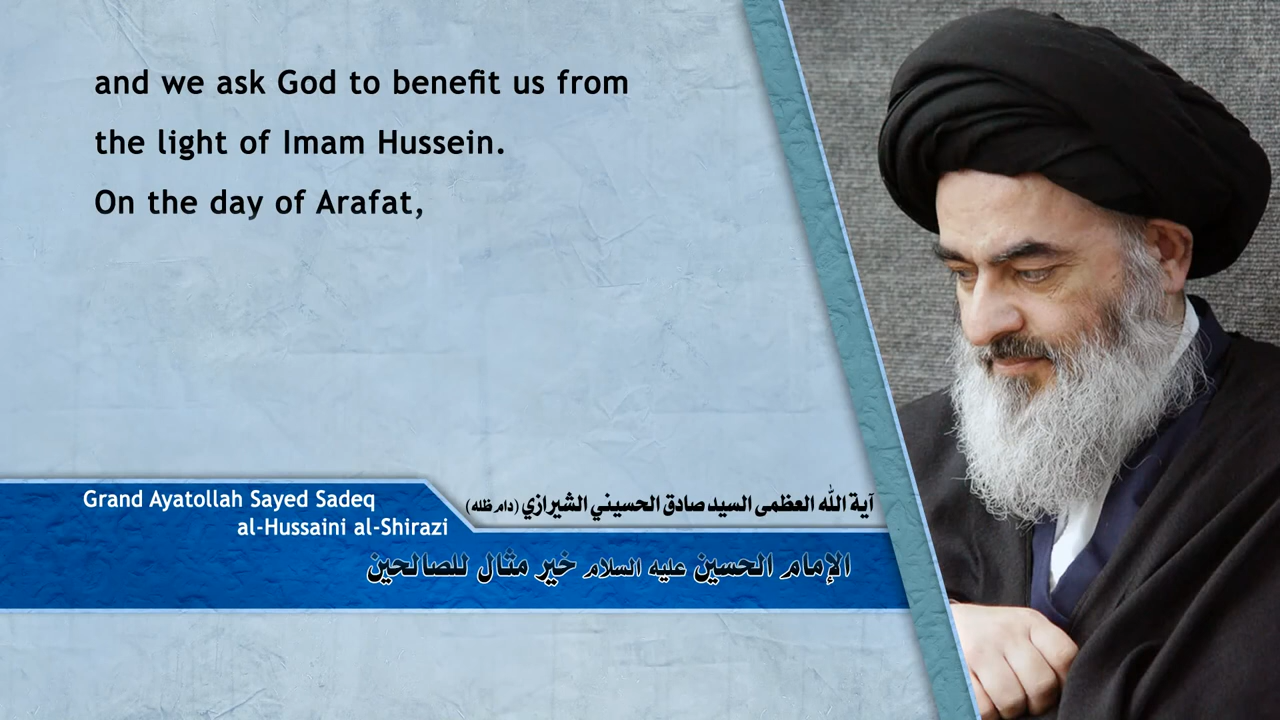 and we ask God to benefit us from
the light of Imam Hussein.
On the day of Arafat,
Grand Ayatollah Sayed Sadeq
al-Hussaini al-Shirazi
آية الله العظمى السيد صادق الحسيني الشيرازي (دام ظله)
الإمام الحسين عليه السلام خير مثال للصالحين